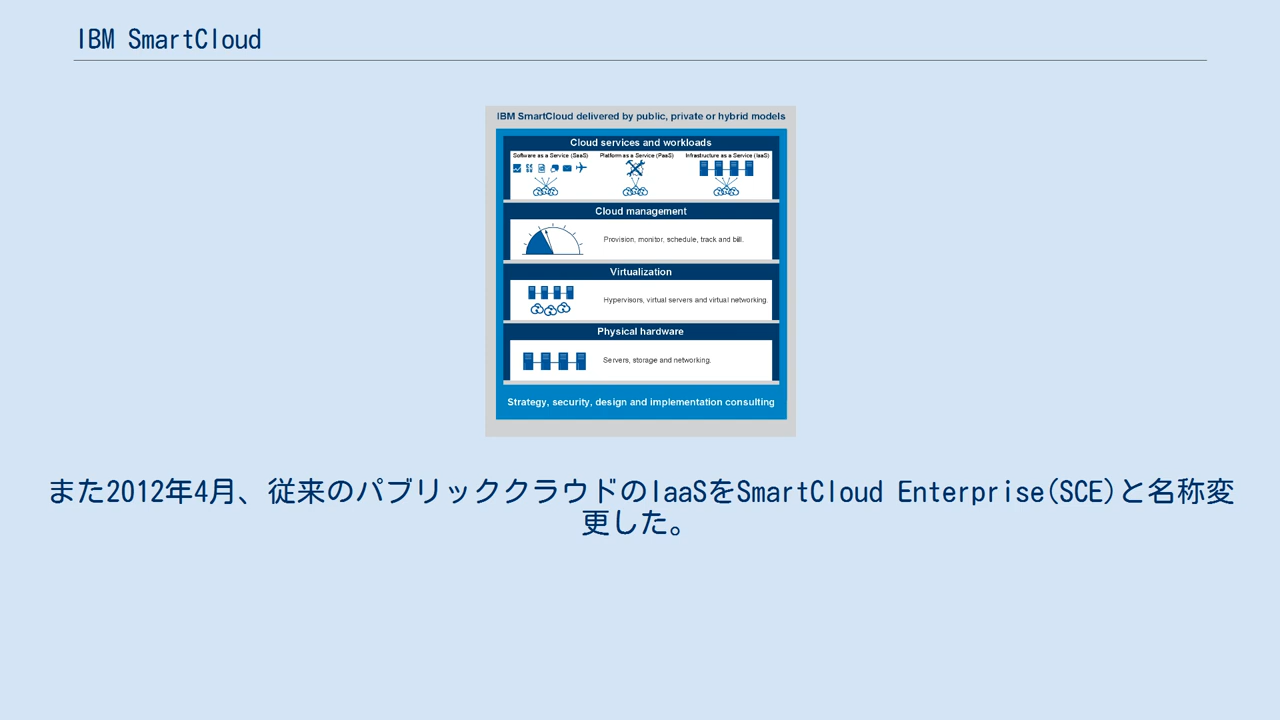 IBM SmartCloud
IBM SmartCloud delivered by public, private or hybrid models
Cloud services and workloads
Software as a Service (SaaS)
Platform as a Service (PaaS)
Infrastructure as a Service (IaaS)
Cloud management
Provision, monitor, schedule, track and bill.
Virtualization
Hypervisors, virtual servers and virtual networking.
Physical hardware
Servers, storage and networking.
Strategy, security, design and implementation consulting
また2012年4月、従来のパブリッククラウドのIaaSをSmartCloud Enterprise(SCE)と名称変
更した。